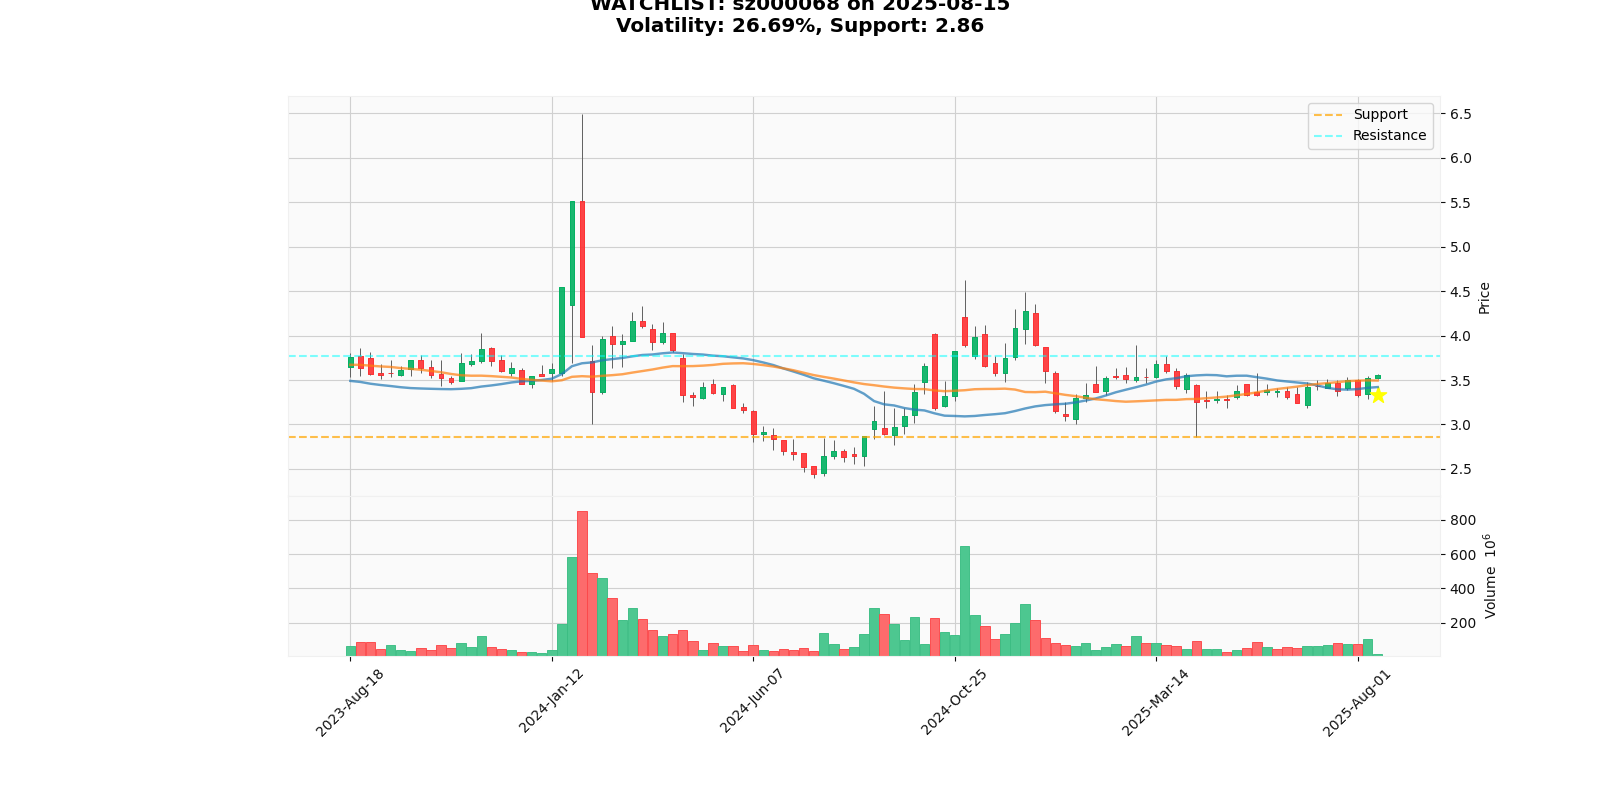 WATCHLIST: sz000068 on 2025-08-15
Volatility: 26.69%, Support: 2.86
Support
Resistance
6.5
6.0
5.5
5.0
4.5
4.0
3.5
3.0
2.5
Price
800
600
400
200
Volume 10⁶
2023-Aug-18
2024-Jan-12
2024-Jun-07
2024-Oct-25
2025-Mar-14
2025-Aug-01